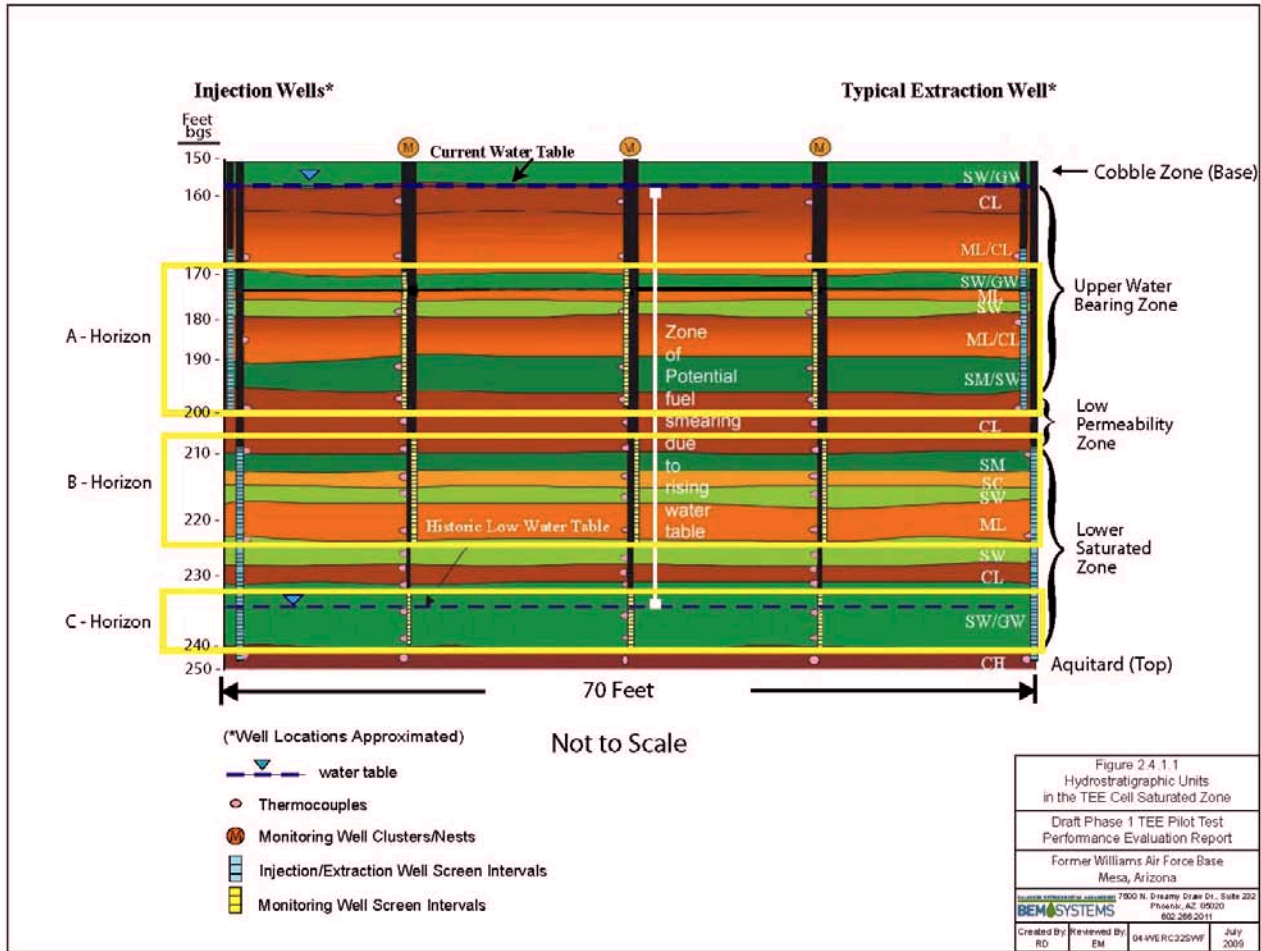 Injection Wells*
Typical Extraction Well*
Feet
bgs
M
M
M
Current Water Table
150
160
170
180
190
200
210
220
230
240
250
SW/GW
CL
ML/CL
SW/GW
ML
SW
ML/CL
SM/SW
CL
SM
SC
SW
ML
SW
CL
SW/GW
CH
A - Horizon
B - Horizon
C - Horizon
Zone
of
Potential
fuel
smearing
due
to
rising
water
table
Historic Low Water Table
Cobble Zone (Base)
Upper Water
Bearing Zone
Low
Permeability
Zone
Lower
Saturated
Zone
Aquitard (Top)
70 Feet
(*Well Locations Approximated)
Not to Scale
water table
Thermocouples
M Monitoring Well Clusters/Nests
Injection/Extraction Well Screen Intervals
Monitoring Well Screen Intervals
Figure 2.4.1.1
Hydrostratigraphic Units
in the TEE Cell Saturated Zone
Draft Phase 1 TEE Pilot Test
Performance Evaluation Report
Former Williams Air Force Base
Mesa, Arizona
BEM SYSTEMS
7600 N. Dreamy Draw Dr., Suite 232
Phoenix, AZ 85020
602.266.2011
Created By: RD
Reviewed By: EM
04-WERC32SWF
July 2009